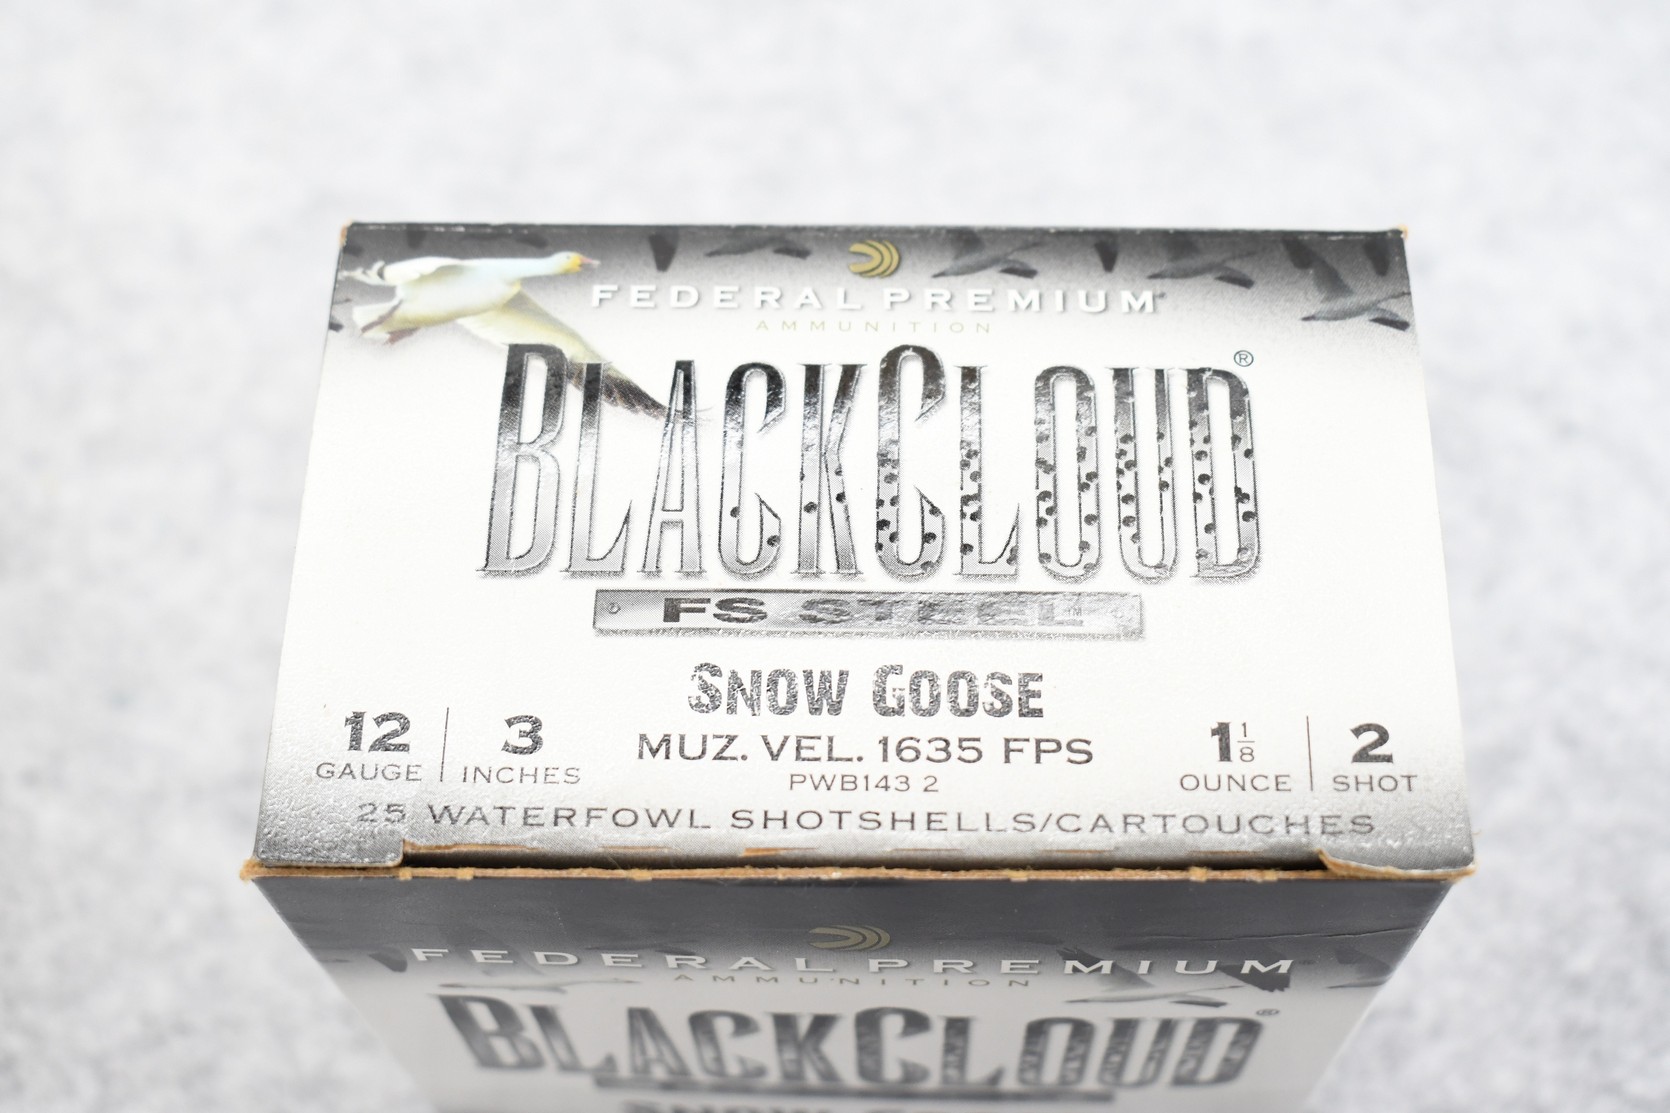 FEDERAL PREMIUM
AMMUNITION
BLACKCLOUD®
FS STEEL™
SNOW GOOSE
12 GAUGE | 3 INCHES
MUZ. VEL. 1635 FPS
PWB143 2
1 1/8 OUNCE | 2 SHOT
25 WATERFOWL SHOTSHELLS/CARTOUCHES
FEDERAL PREMIUM
AMMUNITION
BLACKCLOUD®